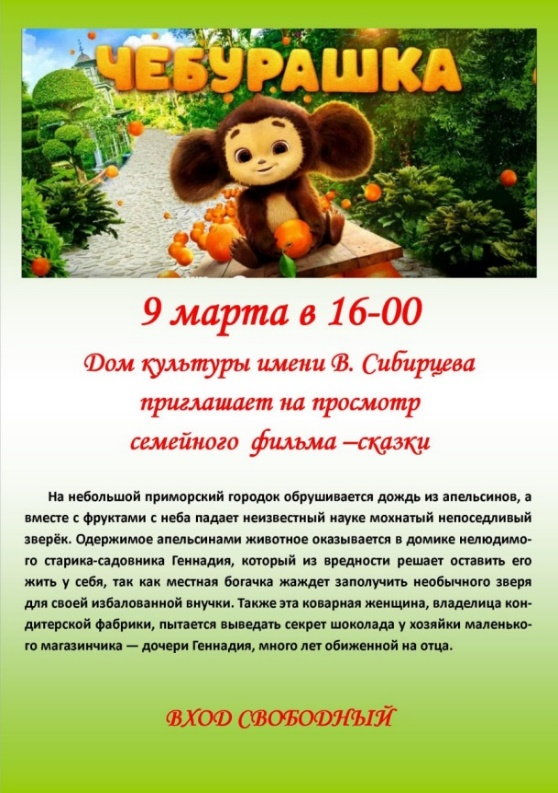 ЧЕБУРАШКА
9 марта в 16-00
Дом культуры имени В. Сибирцева
приглашает на просмотр
семейного фильма –сказки
На небольшой приморский городок обрушивается дождь из апельсинов, а
вместе с фруктами с неба падает неизвестный науке мохнатый непоседливый
зверёк. Одержимое апельсинами животное оказывается в домике нелюдимо-
го старика-садовника Геннадия, который из вредности решает оставить его
жить у себя, так как местная богачка жаждет заполучить необычного зверя
для своей избалованной внучки. Также эта коварная женщина, владелица кон-
дитерской фабрики, пытается выведать секрет шоколада у хозяйки маленько-
го магазинчика — дочери Геннадия, много лет обиженной на отца.
ВХОД СВОБОДНЫЙ